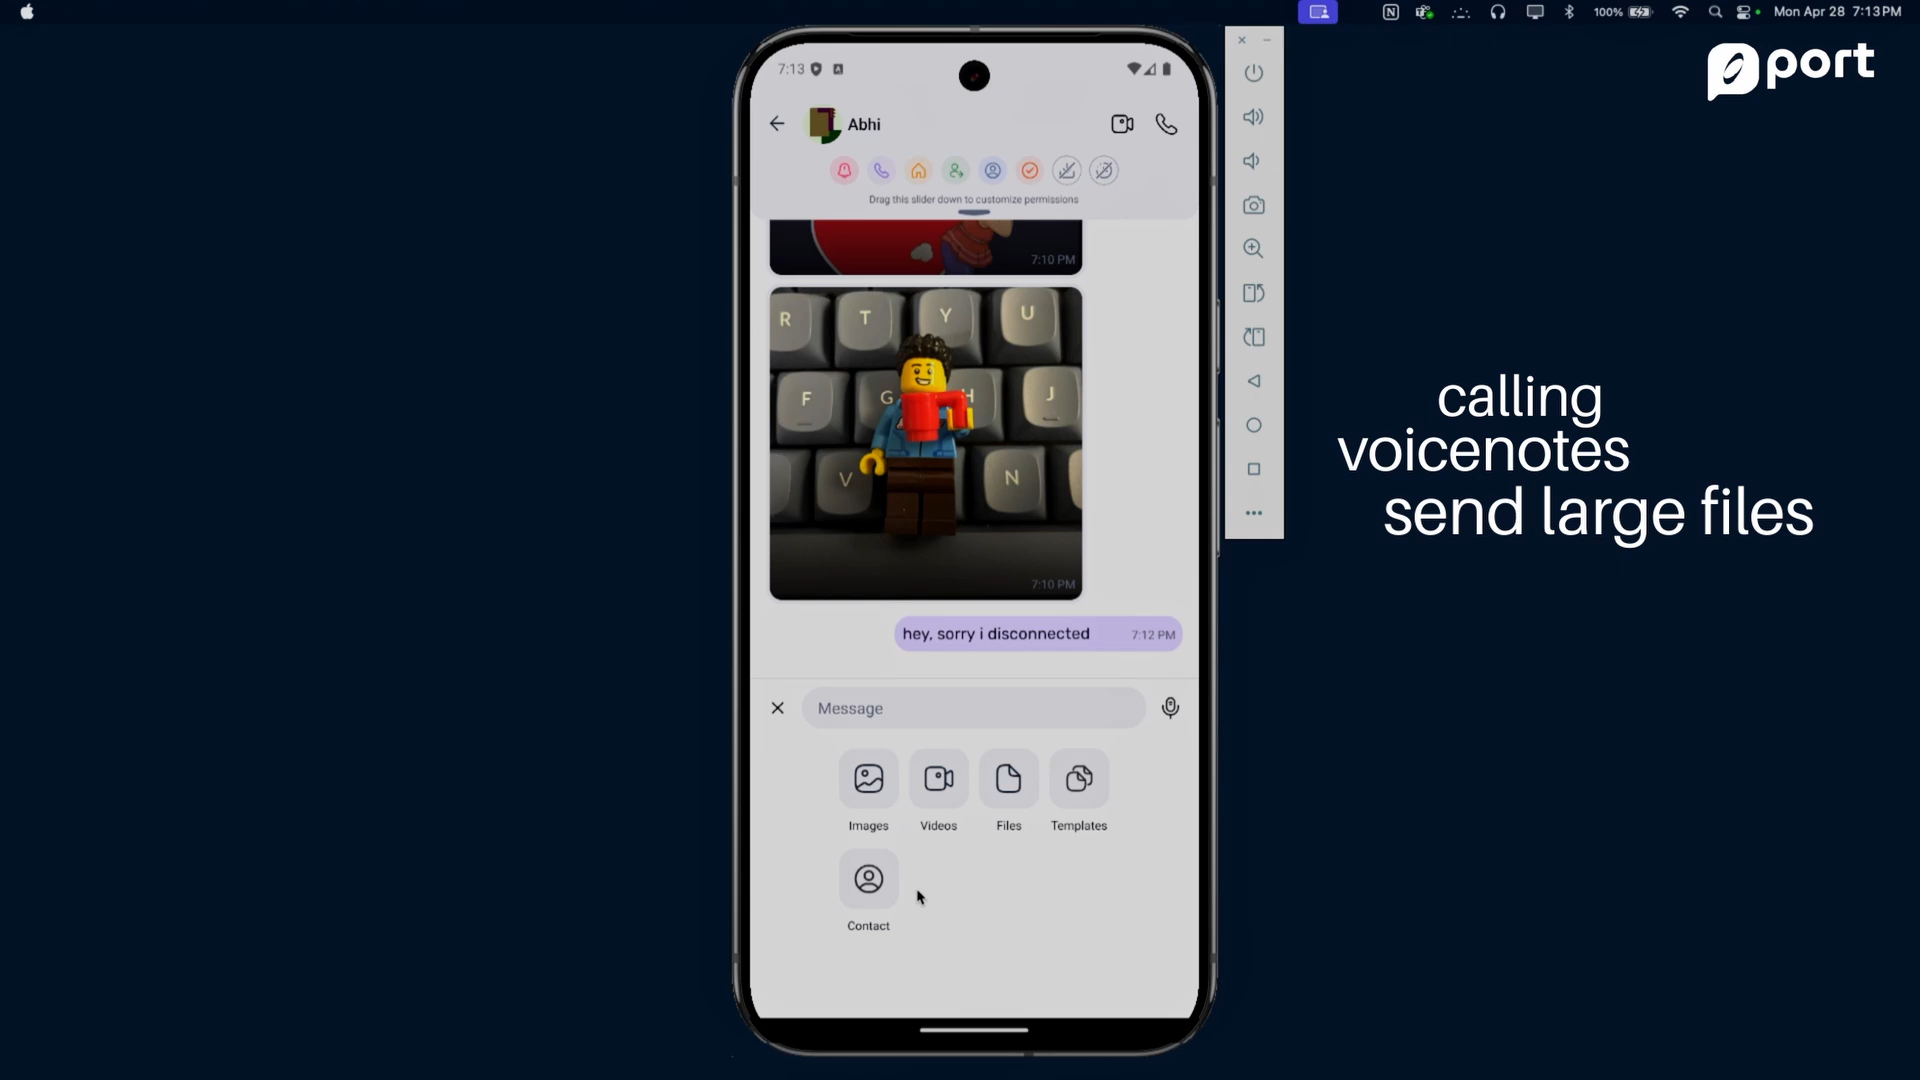 Mon Apr 28 7:13 PM
100%
port
7:13
Abhi
Drag this slider down to customize permissions
7:10 PM
R T Y U
F G H J
V N
7:10 PM
hey, sorry i disconnected 7:12 PM
Message
Images Videos Files Templates
Contact
calling
voicenotes
send large files